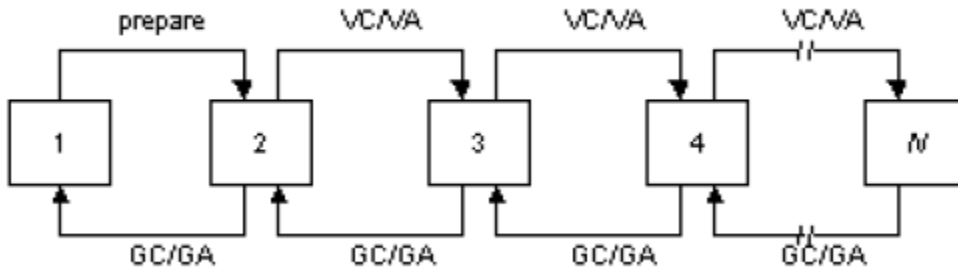 prepare VC/VA VC/VA VC/VA
1 2 3 4 N
GC/GA GC/GA GC/GA GC/GA